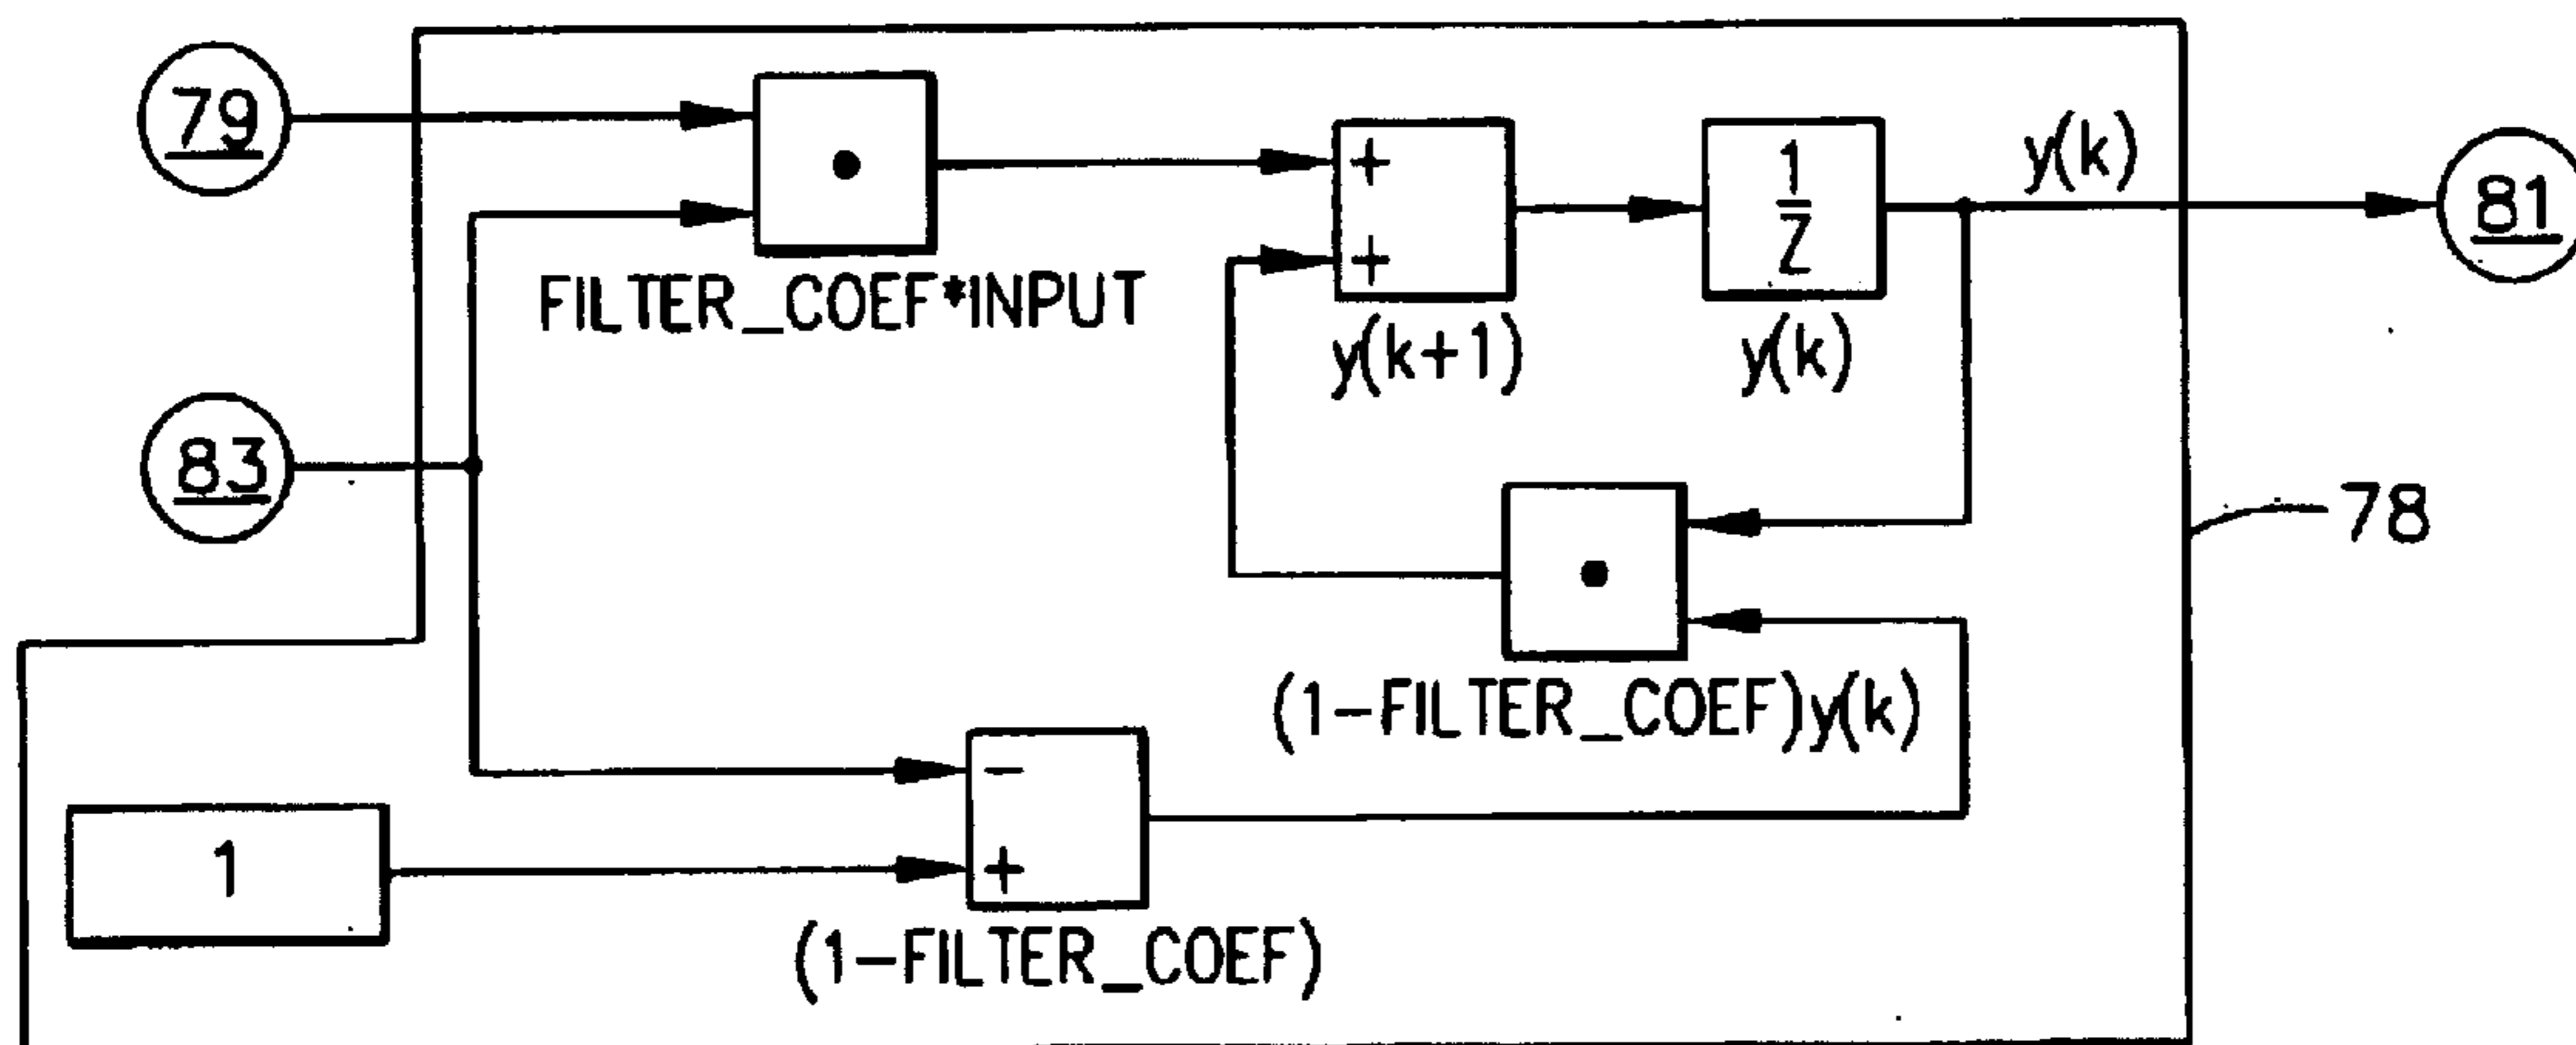 79
FILTER_COEF*INPUT
+
+
y(k+1)
1
Z
y(k)
y(k)
81
83
78
(1-FILTER_COEF)y(k)
1
-
+
(1-FILTER_COEF)